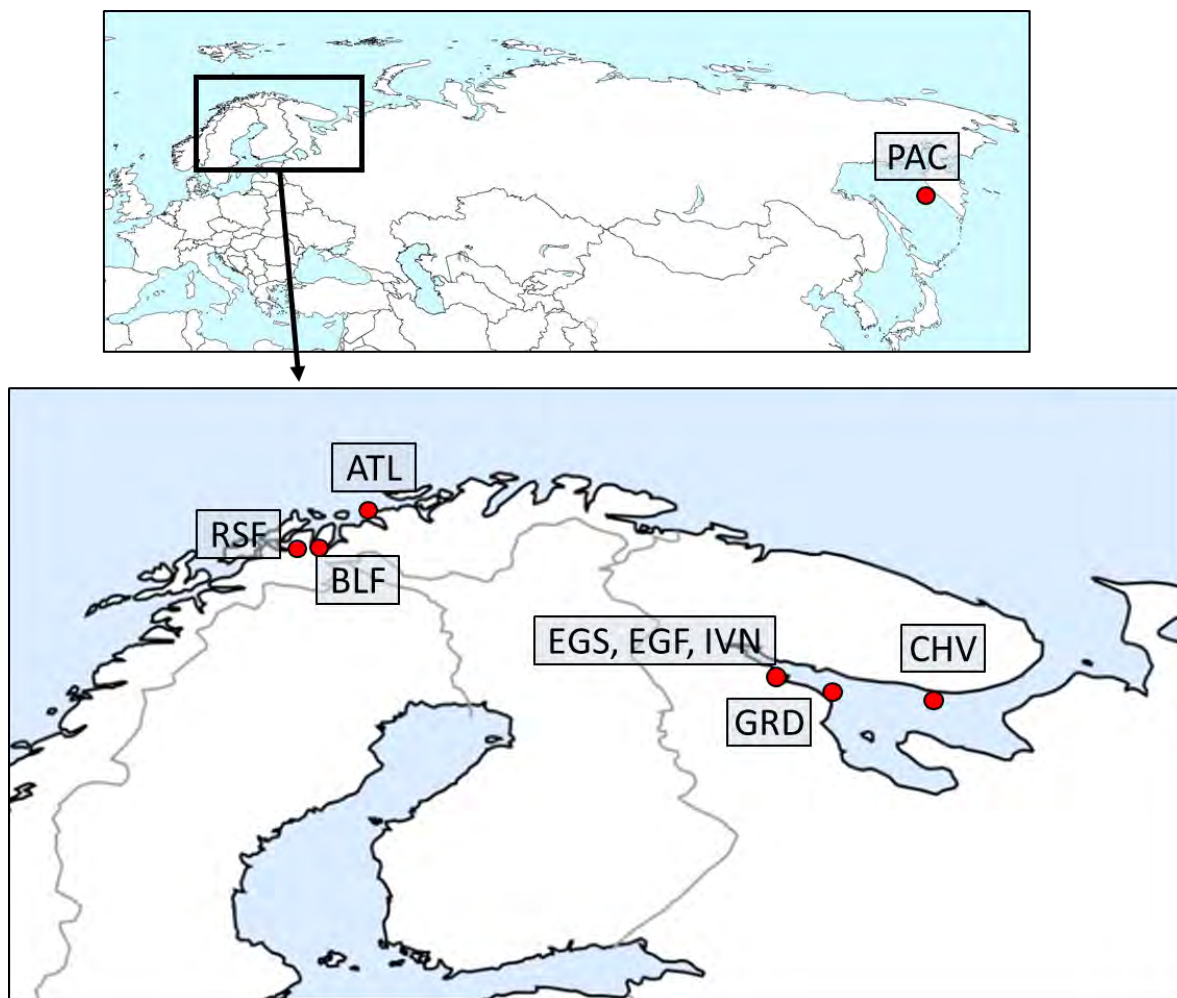 PAC
ATL
RSF
BLF
EGS, EGF, IVN
CHV
GRD